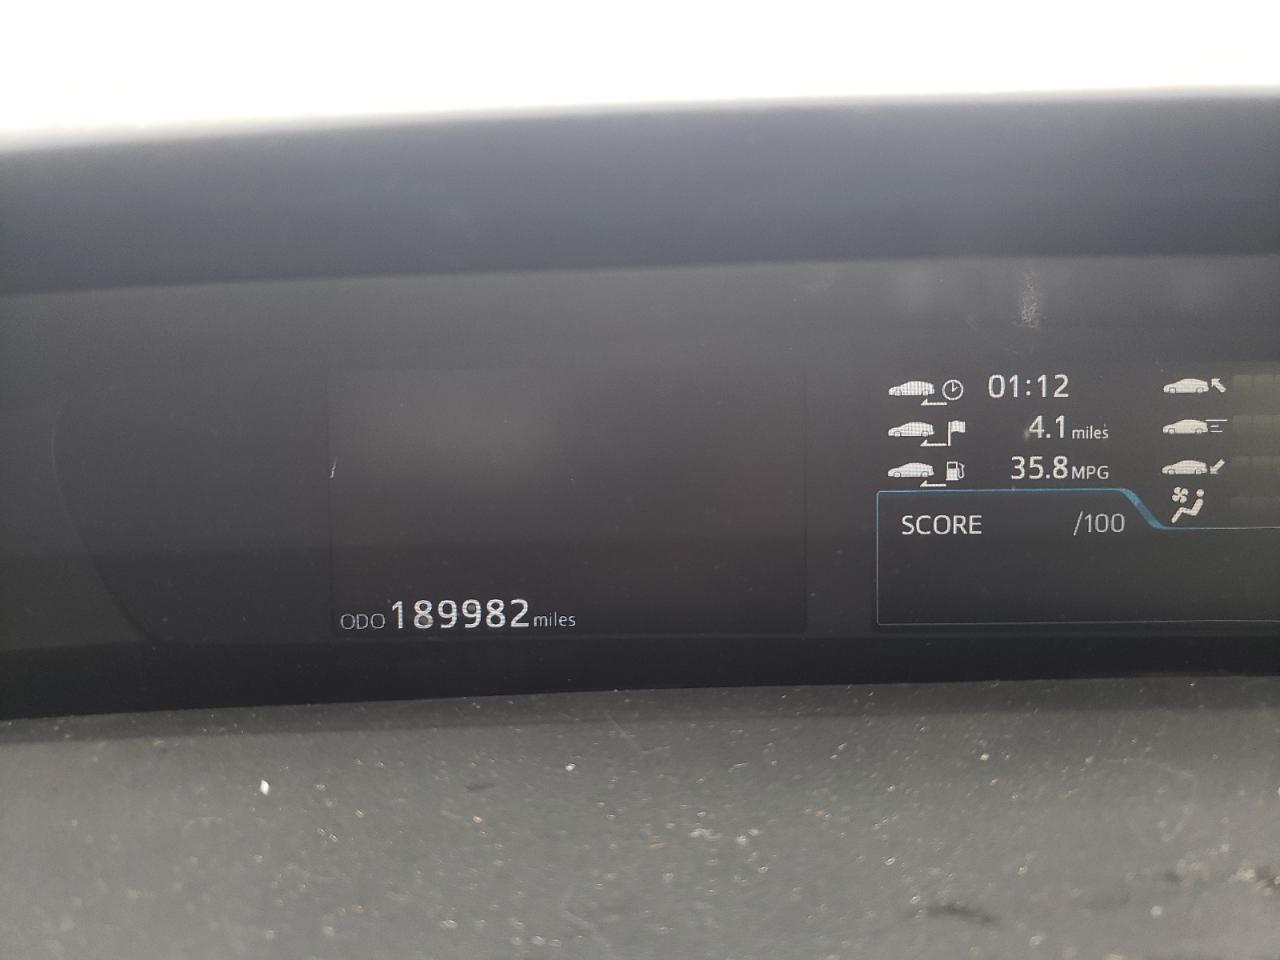 01:12
4.1 miles
35.8 MPG
SCORE /100
ODO 189982 miles